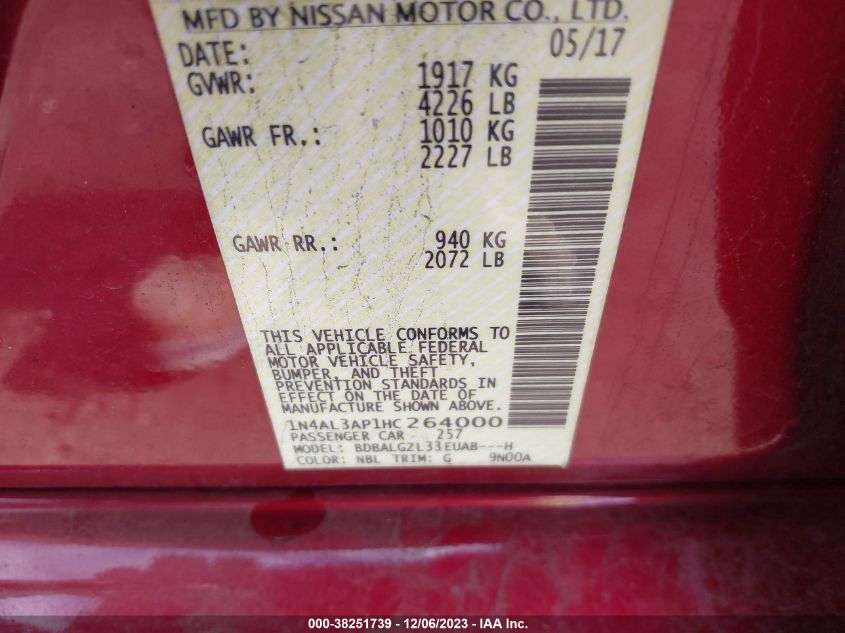 MFD BY NISSAN MOTOR CO., LTD.
DATE: 05/17
GVWR: 1917 KG
4226 LB
GAWR FR.: 1010 KG
2227 LB
GAWR RR.: 940 KG
2072 LB
THIS VEHICLE CONFORMS TO
ALL APPLICABLE FEDERAL
MOTOR VEHICLE SAFETY,
BUMPER, AND THEFT
PREVENTION STANDARDS IN
EFFECT ON THE DATE OF
MANUFACTURE SHOWN ABOVE.
1N4AL3AP1HC264000
PASSENGER CAR 257
MODEL: BDBALGZL33EUAB---H
COLOR: NBL TRIM: G 9N00A
000-38251739 - 12/06/2023 - IAA Inc.